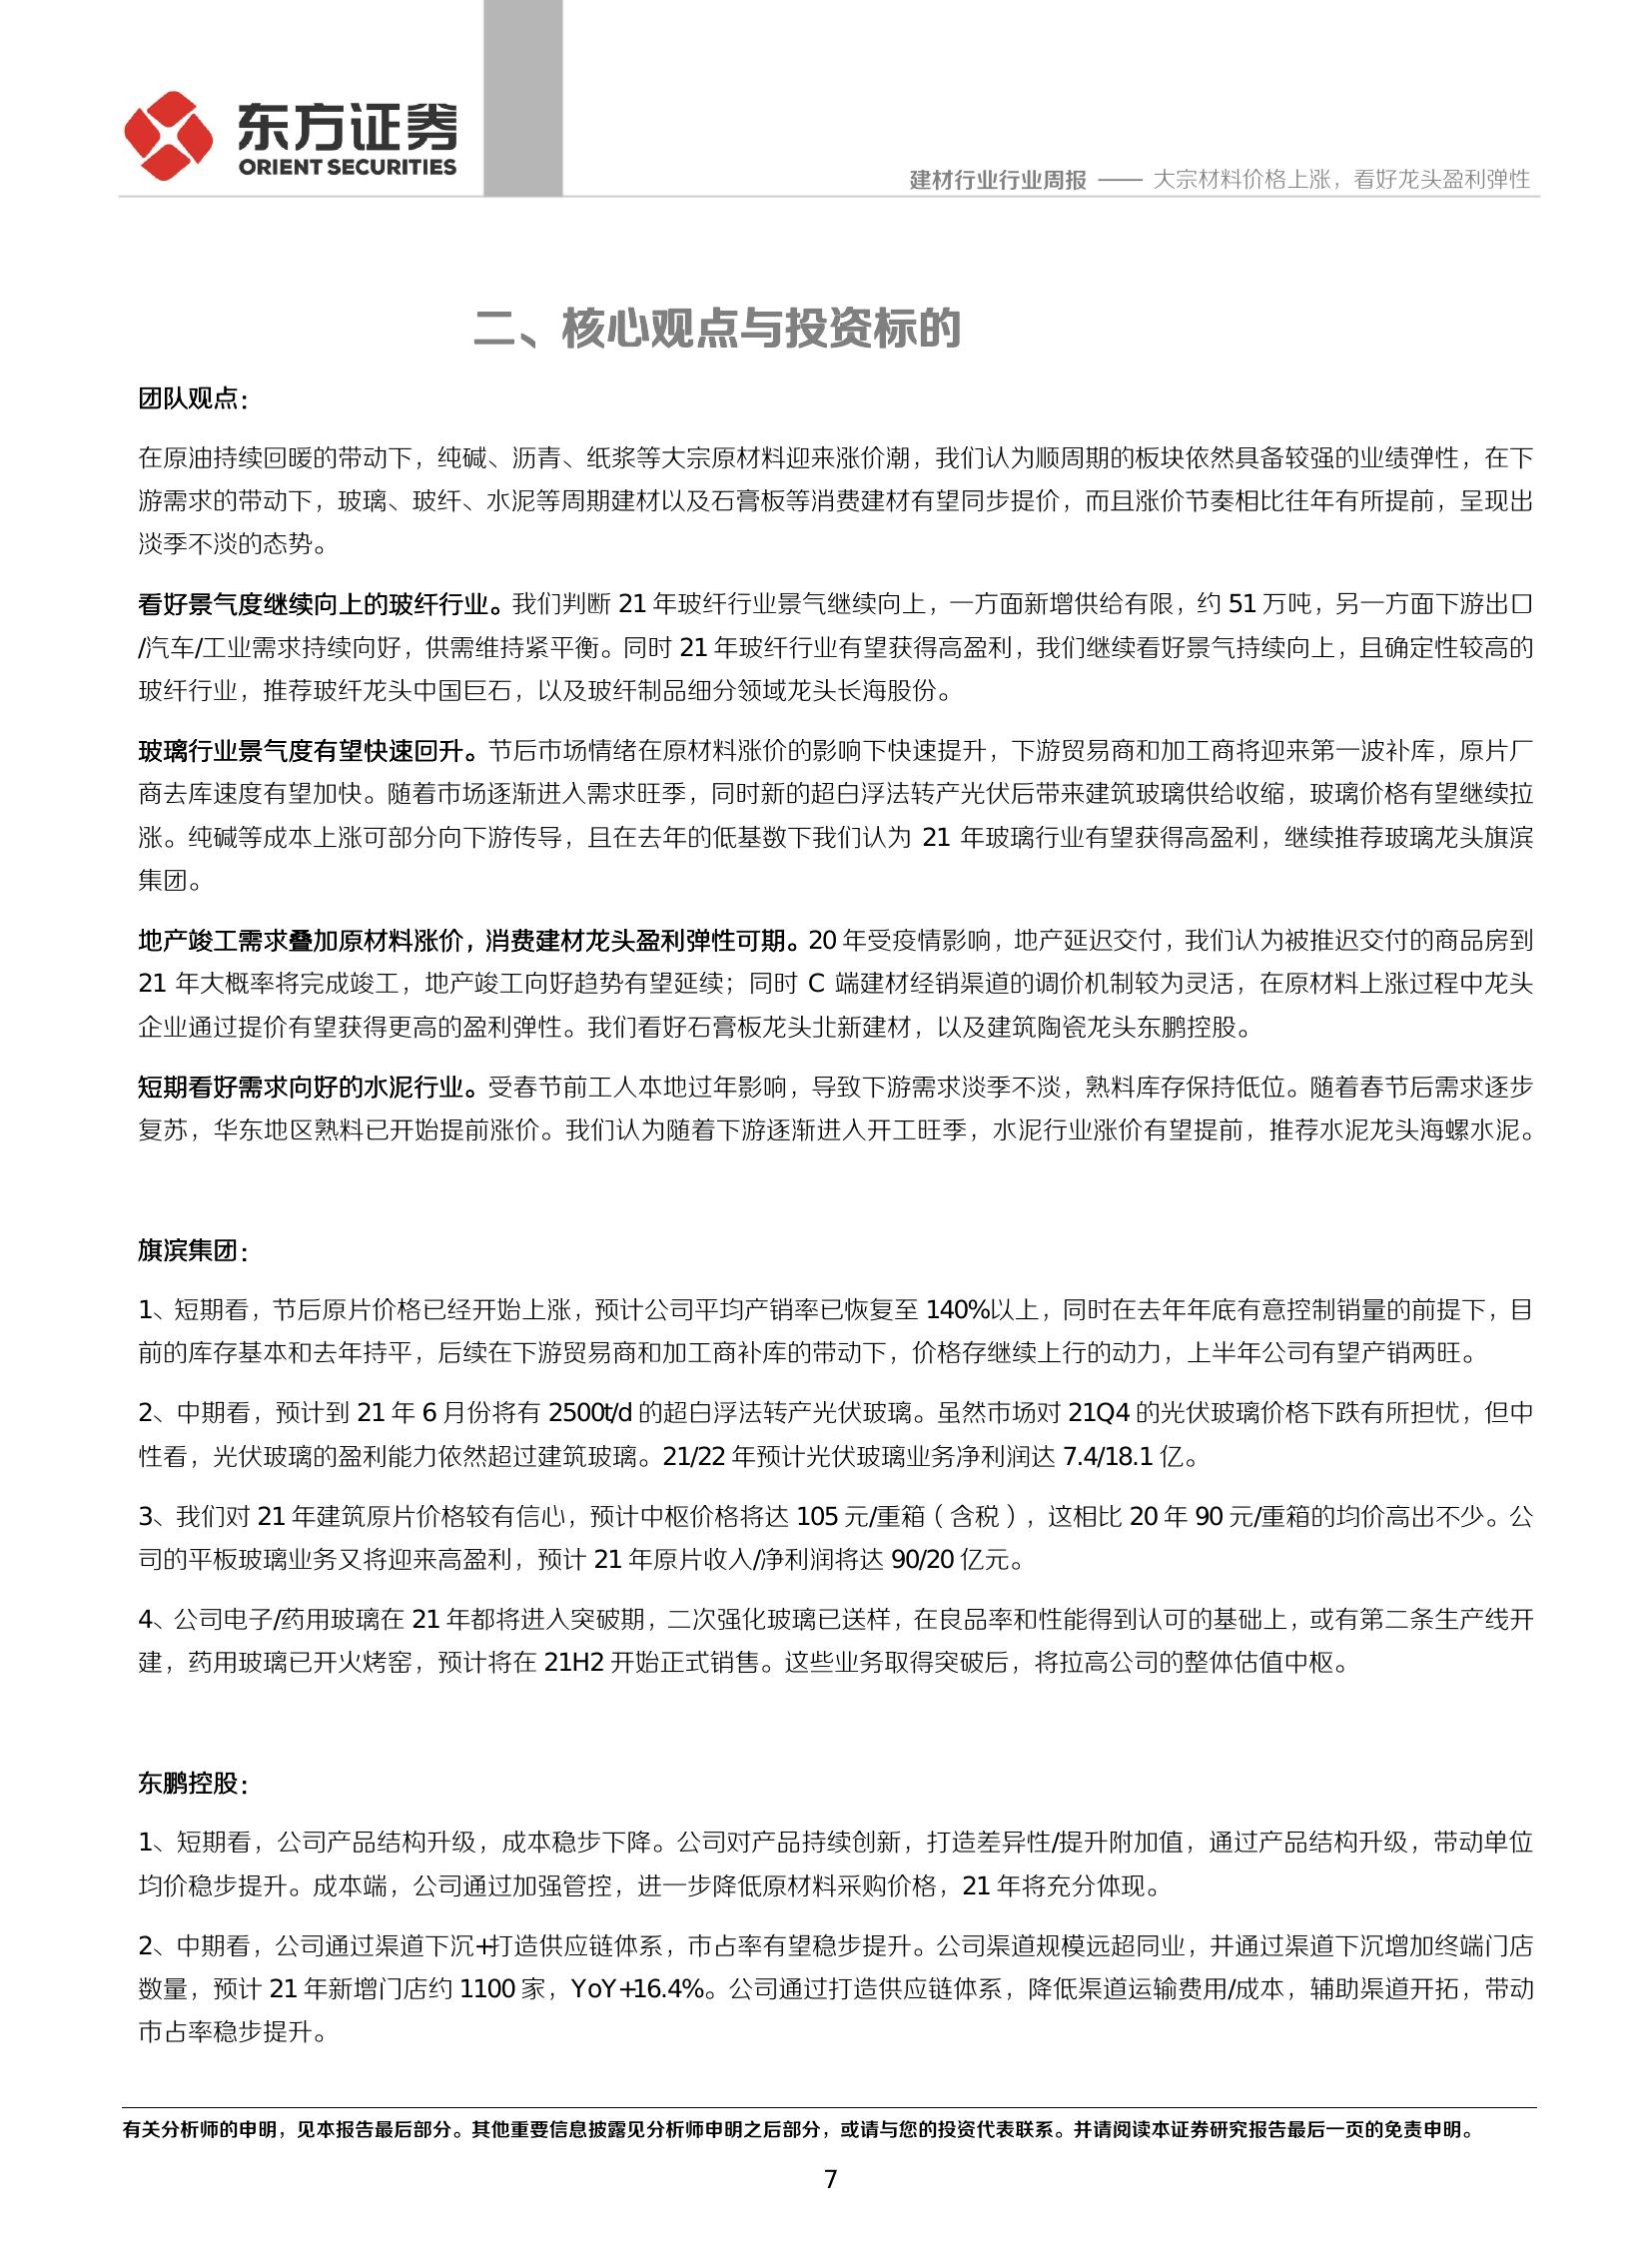 东方证券
ORIENT SECURITIES
建材行业行业周报 —— 大宗材料价格上涨，看好龙头盈利弹性
二、核心观点与投资标的
团队观点：
在原油持续回暖的带动下，纯碱、沥青、纸浆等大宗原材料迎来涨价潮，我们认为顺周期的板块依然具备较强的业绩弹性，在下
游需求的带动下，玻璃、玻纤、水泥等周期建材以及石膏板等消费建材有望同步提价，而且涨价节奏相比往年有所提前，呈现出
淡季不淡的态势。
看好景气度继续向上的玻纤行业。我们判断 21 年玻纤行业景气继续向上，一方面新增供给有限，约 51 万吨，另一方面下游出口
/汽车/工业需求持续向好，供需维持紧平衡。同时 21 年玻纤行业有望获得高盈利，我们继续看好景气持续向上，且确定性较高的
玻纤行业，推荐玻纤龙头中国巨石，以及玻纤制品细分领域龙头长海股份。
玻璃行业景气度有望快速回升。节后市场情绪在原材料涨价的影响下快速提升，下游贸易商和加工商将迎来第一波补库，原片厂
商去库速度有望加快。随着市场逐渐进入需求旺季，同时新的超白浮法转产光伏后带来建筑玻璃供给收缩，玻璃价格有望继续拉
涨。纯碱等成本上涨可部分向下游传导，且在去年的低基数下我们认为 21 年玻璃行业有望获得高盈利，继续推荐玻璃龙头旗滨
集团。
地产竣工需求叠加原材料涨价，消费建材龙头盈利弹性可期。20 年受疫情影响，地产延迟交付，我们认为被推迟交付的商品房到
21 年大概率将完成竣工，地产竣工向好趋势有望延续；同时 C 端建材经销渠道的调价机制较为灵活，在原材料上涨过程中龙头
企业通过提价有望获得更高的盈利弹性。我们看好石膏板龙头北新建材，以及建筑陶瓷龙头东鹏控股。
短期看好需求向好的水泥行业。受春节前工人本地过年影响，导致下游需求淡季不淡，熟料库存保持低位。随着春节后需求逐步
复苏，华东地区熟料已开始提前涨价。我们认为随着下游逐渐进入开工旺季，水泥行业涨价有望提前，推荐水泥龙头海螺水泥。
旗滨集团：
1、短期看，节后原片价格已经开始上涨，预计公司平均产销率已恢复至 140%以上，同时在去年年底有意控制销量的前提下，目
前的库存基本和去年持平，后续在下游贸易商和加工商补库的带动下，价格存继续上行的动力，上半年公司有望产销两旺。
2、中期看，预计到 21 年 6 月份将有 2500t/d 的超白浮法转产光伏玻璃。虽然市场对 21Q4 的光伏玻璃价格下跌有所担忧，但中
性看，光伏玻璃的盈利能力依然超过建筑玻璃。21/22 年预计光伏玻璃业务净利润达 7.4/18.1 亿。
3、我们对 21 年建筑原片价格较有信心，预计中枢价格将达 105 元/重箱（含税），这相比 20 年 90 元/重箱的均价高出不少。公
司的平板玻璃业务又将迎来高盈利，预计 21 年原片收入/净利润将达 90/20 亿元。
4、公司电子/药用玻璃在 21 年都将进入突破期，二次强化玻璃已送样，在良品率和性能得到认可的基础上，或有第二条生产线开
建，药用玻璃已开火烤窑，预计将在 21H2 开始正式销售。这些业务取得突破后，将拉高公司的整体估值中枢。
东鹏控股：
1、短期看，公司产品结构升级，成本稳步下降。公司对产品持续创新，打造差异性/提升附加值，通过产品结构升级，带动单位
均价稳步提升。成本端，公司通过加强管控，进一步降低原材料采购价格，21 年将充分体现。
2、中期看，公司通过渠道下沉+打造供应链体系，市占率有望稳步提升。公司渠道规模远超同业，并通过渠道下沉增加终端门店
数量，预计 21 年新增门店约 1100 家，YoY+16.4%。公司通过打造供应链体系，降低渠道运输费用/成本，辅助渠道开拓，带动
市占率稳步提升。
有关分析师的申明，见本报告最后部分。其他重要信息披露见分析师申明之后部分，或请与您的投资代表联系。并请阅读本证券研究报告最后一页的免责申明。
7